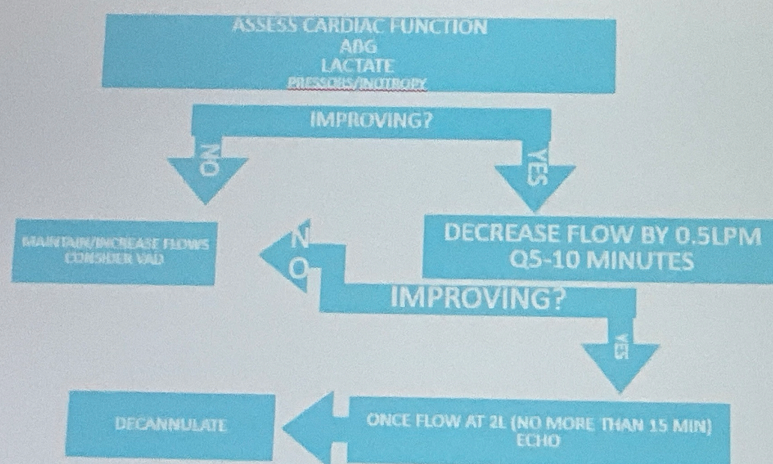 ASSESS CARDIAC FUNCTION
ABG
LACTATE
PRESSORS/INOTROPY
IMPROVING?
NO
YES
MAINTAIN/INCREASE FLOWS
CONSIDER VAD
NO
DECREASE FLOW BY 0.5LPM
Q5-10 MINUTES
IMPROVING?
YES
DECANNULATE
ONCE FLOW AT 2L (NO MORE THAN 15 MIN)
ECHO